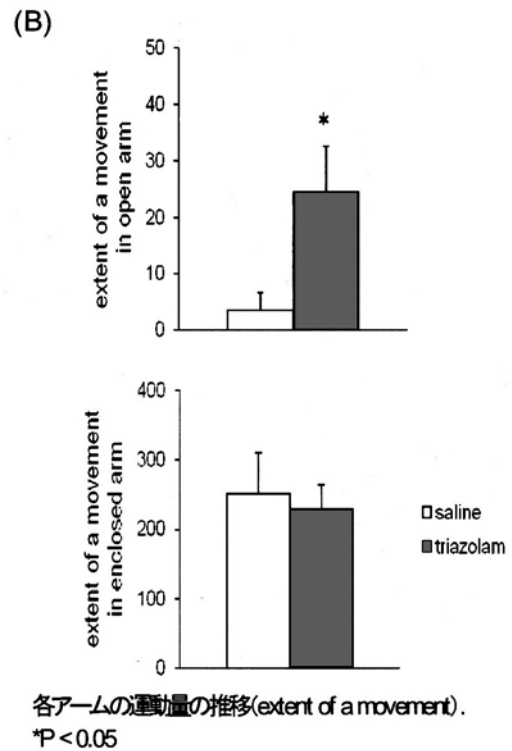 (B)
extent of a movement
in open arm
50
40
30
20
10
0
*
extent of a movement
in enclosed arm
400
300
200
100
0
saline
triazolam
各アームの運動量の推移(extent of a movement).
*P < 0.05